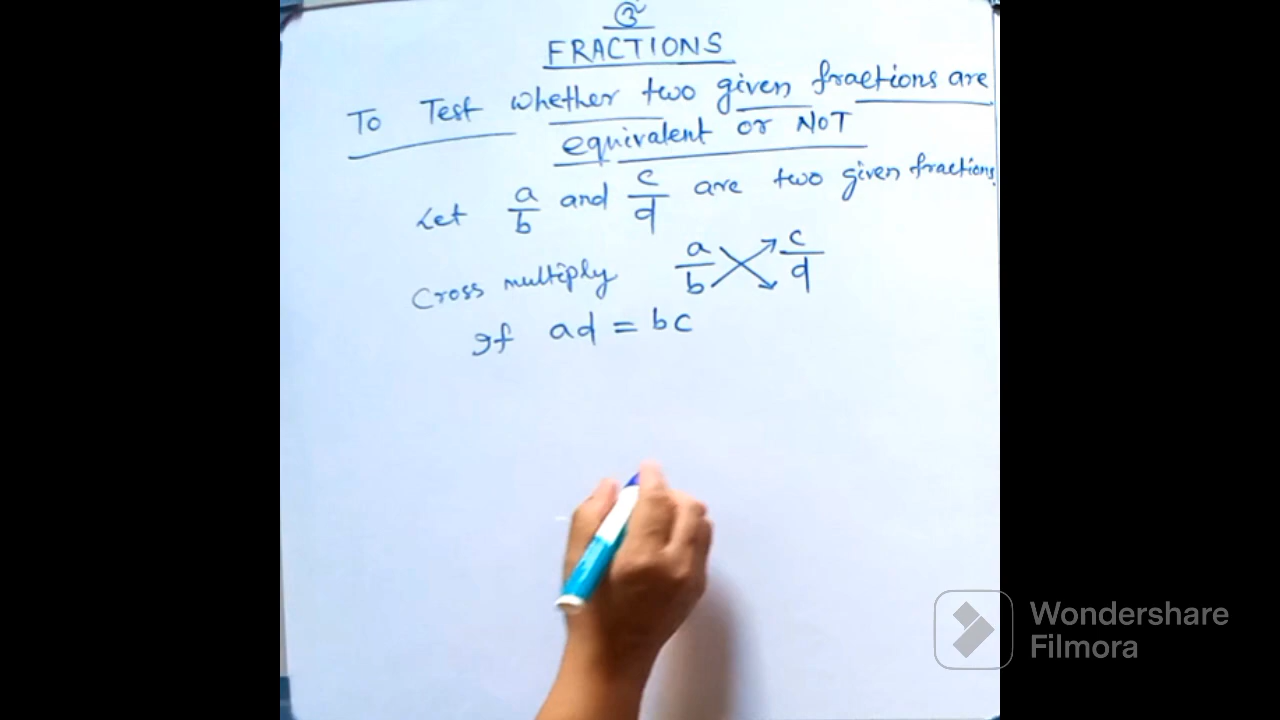 2
FRACTIONS
To Test whether two given fractions are
equivalent or NOT
Let a/b and c/d are two given fractions.
Cross multiply a/b c/d
If ad = bc
Wondershare
Filmora